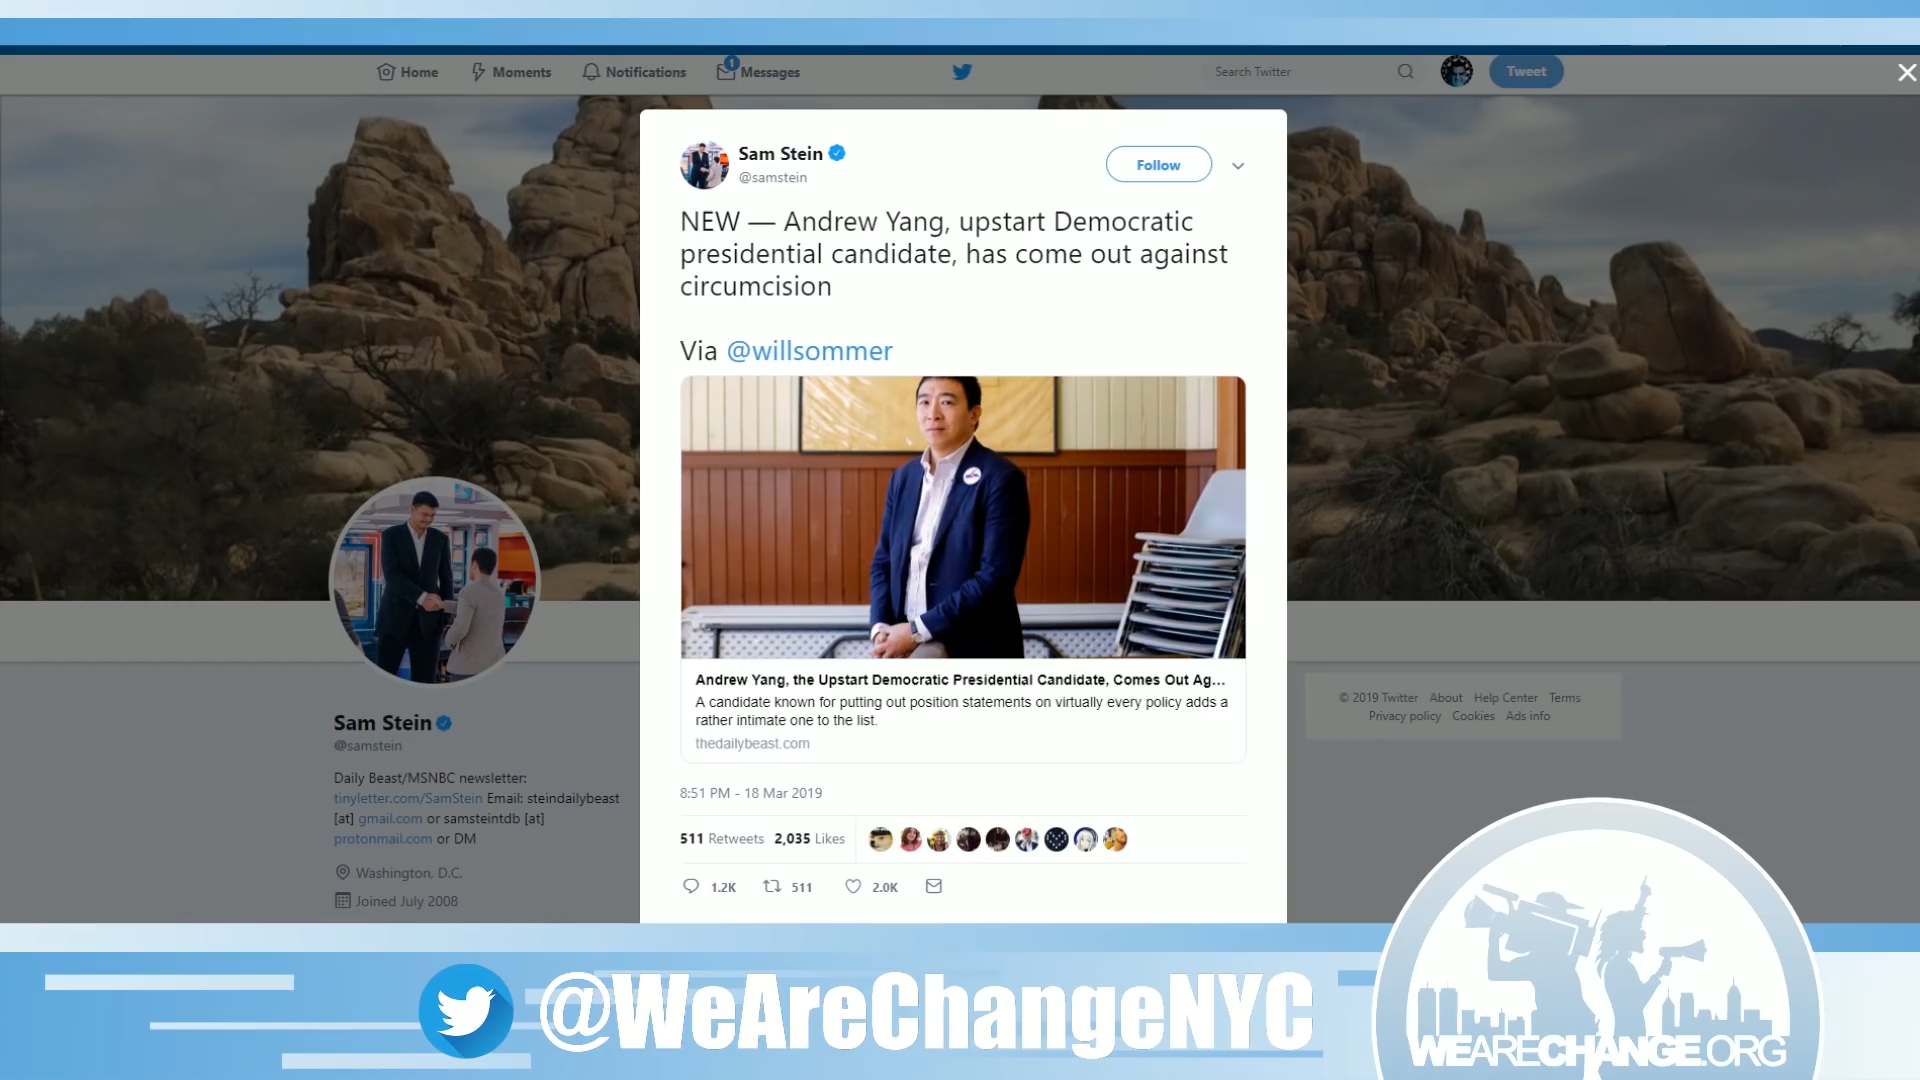 Home
Moments
Notifications
1
Messages
Search Twitter
Tweet
Sam Stein
@samstein
Follow
NEW — Andrew Yang, upstart Democratic
presidential candidate, has come out against
circumcision
Via @willsommer
Andrew Yang, the Upstart Democratic Presidential Candidate, Comes Out Ag...
A candidate known for putting out position statements on virtually every policy adds a
rather intimate one to the list.
thedailybeast.com
8:51 PM - 18 Mar 2019
511 Retweets 2,035 Likes
1.2K 511 2.0K
Sam Stein
@samstein
Daily Beast/MSNBC newsletter:
tinyletter.com/SamStein Email: steindailybeast
[at] gmail.com or samsteintdb [at]
protonmail.com or DM
Washington, D.C.
Joined July 2008
© 2019 Twitter About Help Center Terms
Privacy policy Cookies Ads info
@WeAreChangeNYC
WEARECHANGE.ORG